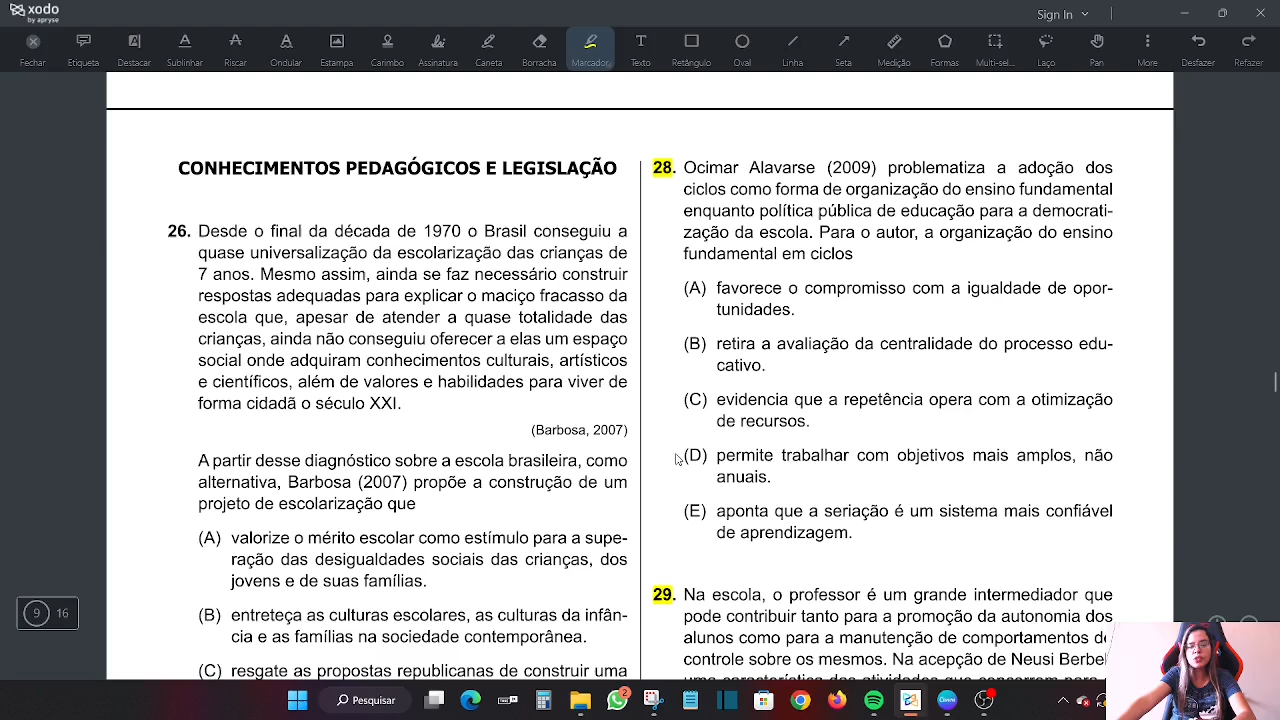 xodo
by apryse
Sign In
Fechar
Etiqueta
Destacar
Sublinhar
Riscar
Ondular
Estampa
Carimbo
Assinatura
Caneta
Borracha
Marcador
Texto
Retângulo
Oval
Linha
Seta
Medição
Formas
Multi-sel...
Laço
Pan
More
Desfazer
Refazer
CONHECIMENTOS PEDAGÓGICOS E LEGISLAÇÃO
26. Desde o final da década de 1970 o Brasil conseguiu a
quase universalização da escolarização das crianças de
7 anos. Mesmo assim, ainda se faz necessário construir
respostas adequadas para explicar o maciço fracasso da
escola que, apesar de atender a quase totalidade das
crianças, ainda não conseguiu oferecer a elas um espaço
social onde adquiram conhecimentos culturais, artísticos
e científicos, além de valores e habilidades para viver de
forma cidadã o século XXI.
(Barbosa, 2007)
A partir desse diagnóstico sobre a escola brasileira, como
alternativa, Barbosa (2007) propõe a construção de um
projeto de escolarização que
(A) valorize o mérito escolar como estímulo para a supe-
ração das desigualdades sociais das crianças, dos
jovens e de suas famílias.
(B) entreteça as culturas escolares, as culturas da infân-
cia e as famílias na sociedade contemporânea.
(C) resgate as propostas republicanas de construir uma
28. Ocimar Alavarse (2009) problematiza a adoção dos
ciclos como forma de organização do ensino fundamental
enquanto política pública de educação para a democrati-
zação da escola. Para o autor, a organização do ensino
fundamental em ciclos
(A) favorece o compromisso com a igualdade de opor-
tunidades.
(B) retira a avaliação da centralidade do processo edu-
cativo.
(C) evidencia que a repetência opera com a otimização
de recursos.
(D) permite trabalhar com objetivos mais amplos, não
anuais.
(E) aponta que a seriação é um sistema mais confiável
de aprendizagem.
29. Na escola, o professor é um grande intermediador que
pode contribuir tanto para a promoção da autonomia dos
alunos como para a manutenção de comportamentos
controle sobre os mesmos. Na acepção de Neusi
9 16
Pesquisar
2